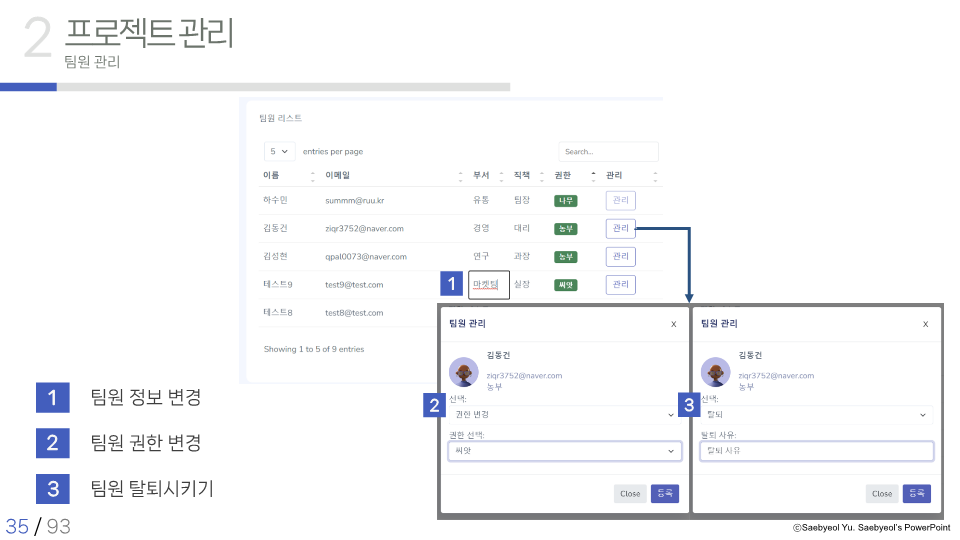 2 프로젝트 관리
팀원 관리
팀원 리스트
5 entries per page Search...
이름 이메일 부서 직책 권한 관리
하수민 summm@ruu.kr 유통 팀장 나무 관리
김동건 ziqr3752@naver.com 경영 대리 농부 관리
김성현 qpal0073@naver.com 연구 과장 농부 관리
테스트9 test9@test.com 1 마켓팀 실장 씨앗 관리
테스트8 test8@test.com
Showing 1 to 5 of 9 entries
팀원 관리 X
김동건
ziqr3752@naver.com
농부
2 선택:
권한 변경
권한 선택:
씨앗
Close 등록
팀원 관리 X
김동건
ziqr3752@naver.com
농부
3 선택:
탈퇴
탈퇴 사유:
탈퇴 사유
Close 등록
1 팀원 정보 변경
2 팀원 권한 변경
3 팀원 탈퇴시키기
35 / 93
ⓒSaebyeol Yu. Saebyeol's PowerPoint